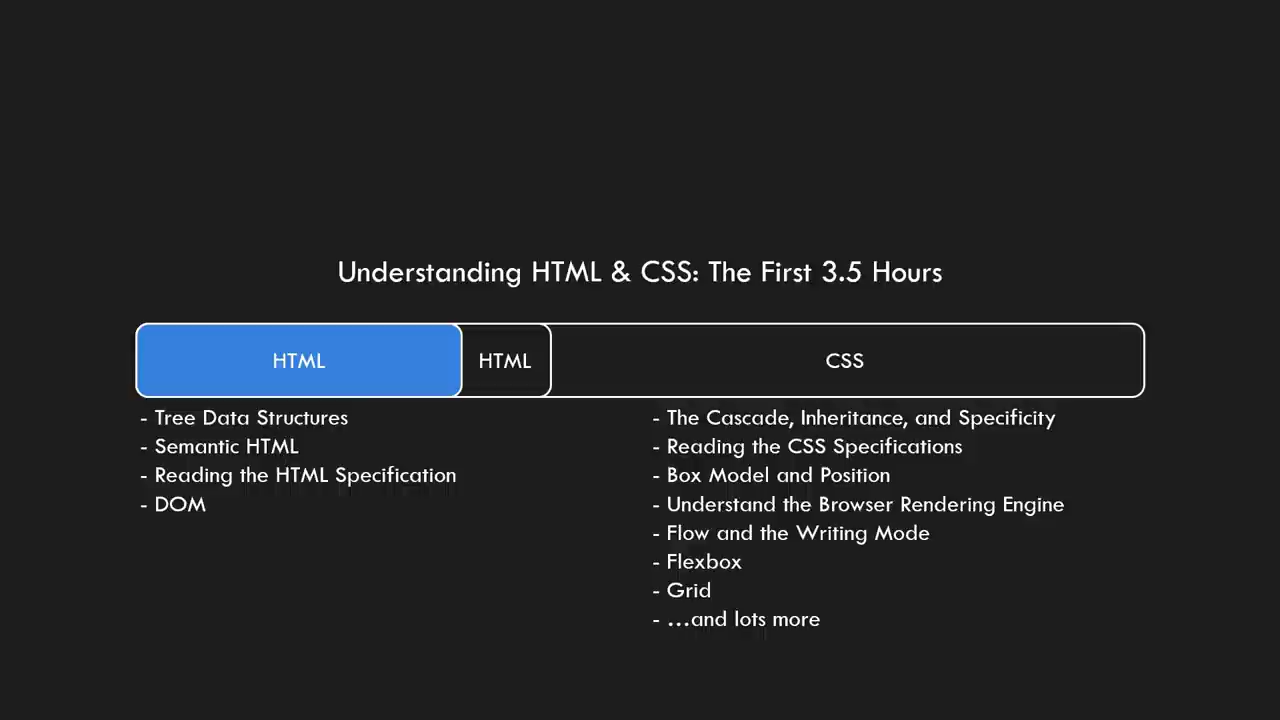 Understanding HTML & CSS: The First 3.5 Hours
HTML
HTML
CSS
- Tree Data Structures
- Semantic HTML
- Reading the HTML Specification
- DOM
- The Cascade, Inheritance, and Specificity
- Reading the CSS Specifications
- Box Model and Position
- Understand the Browser Rendering Engine
- Flow and the Writing Mode
- Flexbox
- Grid
- ...and lots more